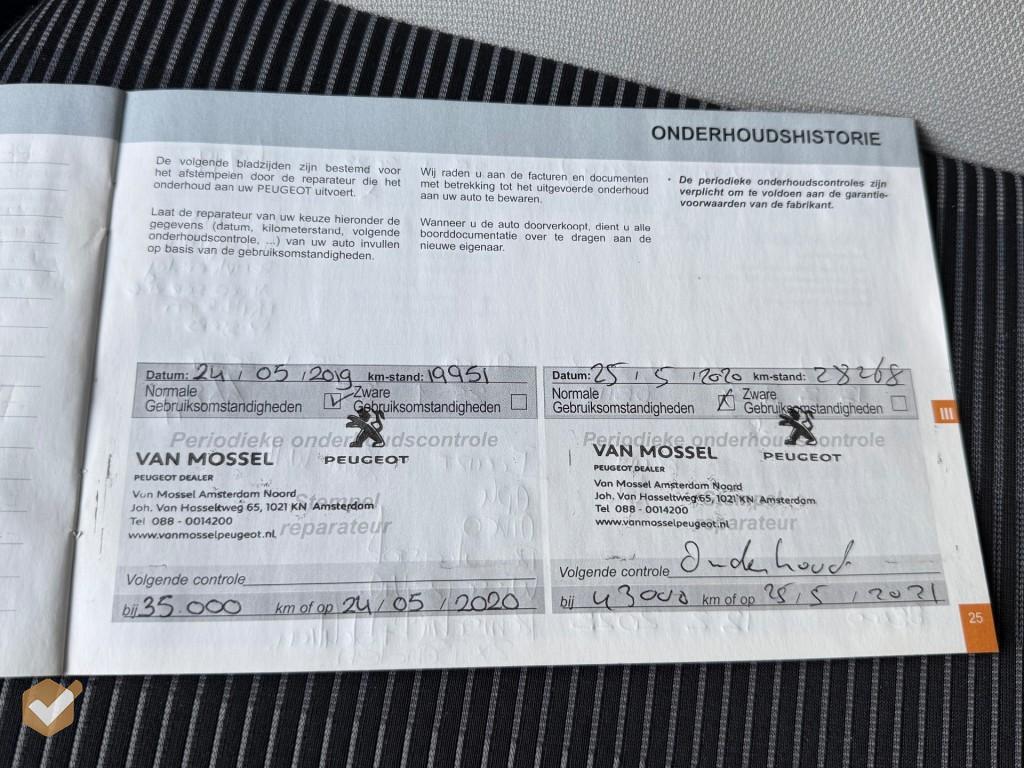 ONDERHOUDSHISTORIE
De volgende bladzijden zijn bestemd voor
het afstempelen door de reparateur die het
onderhoud aan uw PEUGEOT uitvoert.
Laat de reparateur van uw keuze hieronder de
gegevens (datum, kilometerstand, volgende
onderhoudscontrole, ...) van uw auto invullen
op basis van de gebruiksomstandigheden.
Wij raden u aan de facturen en documenten
met betrekking tot het uitgevoerde onderhoud
aan uw auto te bewaren.
Wanneer u de auto doorverkoopt, dient u alle
boorddocumentatie over te dragen aan de
nieuwe eigenaar.
• De periodieke onderhoudscontroles zijn
verplicht om te voldoen aan de garantie-
voorwaarden van de fabrikant.
Datum: 24 / 05 / 2019 km-stand: 19951
Normale
Gebruiksomstandigheden
Zware
Gebruiksomstandigheden
Periodieke onderhoudscontrole
VAN MOSSEL
PEUGEOT
PEUGEOT DEALER
Van Mossel Amsterdam Noord
Stempel
Joh. Van Hasseltweg 65, 1021 KN Amsterdam
Tel 088 - 0014200
reparateur
www.vanmosselpeugeot.nl
Volgende controle
bij 35.000 km of op 24 / 05 / 2020
Datum: 25 / 5 / 2020 km-stand: 28268
Normale
Gebruiksomstandigheden
Zware
Gebruiksomstandigheden
Periodieke onderhoudscontrole
VAN MOSSEL
PEUGEOT
PEUGEOT DEALER
Van Mossel Amsterdam Noord
Joh. Van Hasseltweg 65, 1021 KN Amsterdam
Tel 088 - 0014200
www.vanmosselpeugeot.nl
reparateur
Volgende controle Onderhoud
bij 43000 km of op 25 / 5 / 2021
III
25